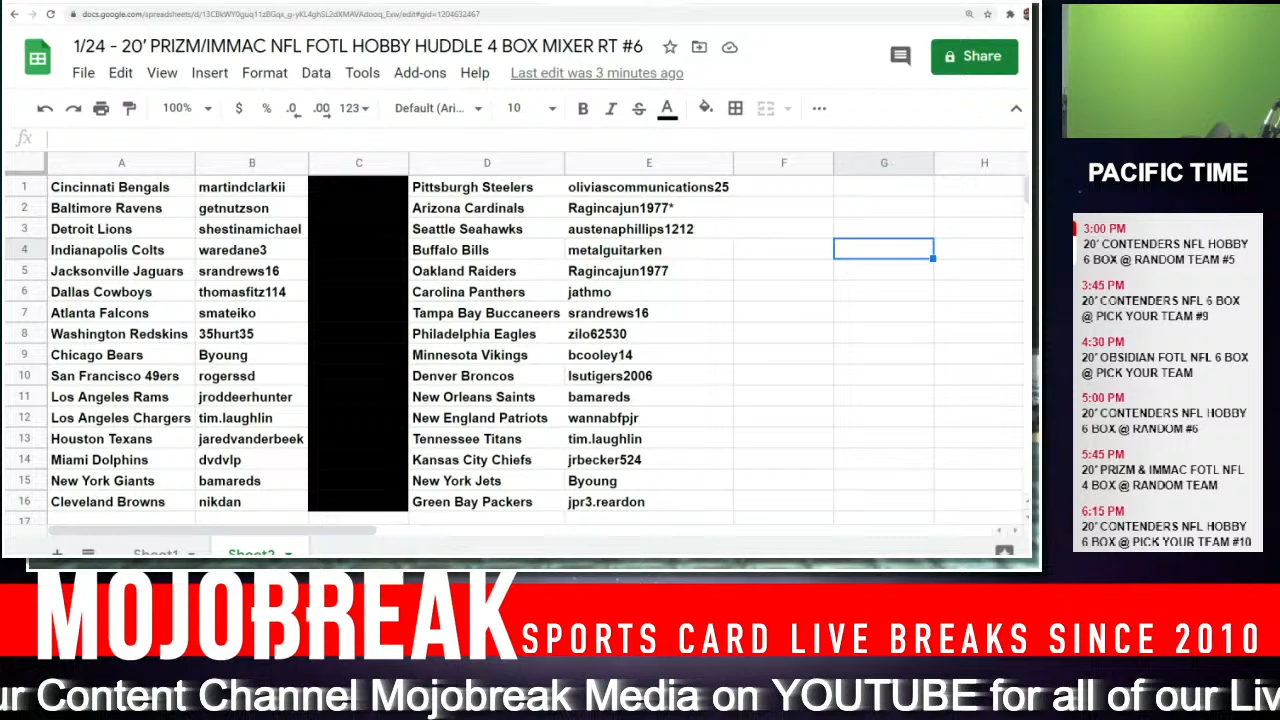 docs.google.com/spreadsheets/d/13CBkWY0guq11zBGqx_g-yKL4ghSL2dXMAVAdooq_Exw/edit#gid=1204632467
1/24 - 20' PRIZM/IMMAC NFL FOTL HOBBY HUDDLE 4 BOX MIXER RT #6
Share
File Edit View Insert Format Data Tools Add-ons Help Last edit was 3 minutes ago
100% $ % .0 .00 123 Default (Ari... 10 B I S A
fx
A B C D E F G H
1 Cincinnati Bengals martindclarkii Pittsburgh Steelers oliviascommunications25
2 Baltimore Ravens getnutzson Arizona Cardinals Ragincajun1977*
3 Detroit Lions shestinamichael Seattle Seahawks austenaphillips1212
4 Indianapolis Colts waredane3 Buffalo Bills metalguitarken
5 Jacksonville Jaguars srandrews16 Oakland Raiders Ragincajun1977
6 Dallas Cowboys thomasfitz114 Carolina Panthers jathmo
7 Atlanta Falcons smateiko Tampa Bay Buccaneers srandrews16
8 Washington Redskins 35hurt35 Philadelphia Eagles zilo62530
9 Chicago Bears Byoung Minnesota Vikings bcooley14
10 San Francisco 49ers rogerssd Denver Broncos lsutigers2006
11 Los Angeles Rams jroddeerhunter New Orleans Saints bamareds
12 Los Angeles Chargers tim.laughlin New England Patriots wannabfpjr
13 Houston Texans jaredvanderbeek Tennessee Titans tim.laughlin
14 Miami Dolphins dvdvlp Kansas City Chiefs jrbecker524
15 New York Giants bamareds New York Jets Byoung
16 Cleveland Browns nikdan Green Bay Packers jpr3.reardon
17
Sheet1 Sheet2
PACIFIC TIME
3:00 PM
20' CONTENDERS NFL HOBBY
6 BOX @ RANDOM TEAM #5
3:45 PM
20' CONTENDERS NFL 6 BOX
@ PICK YOUR TEAM #9
4:30 PM
20' OBSIDIAN FOTL NFL 6 BOX
@ PICK YOUR TEAM
5:00 PM
20' CONTENDERS NFL HOBBY
6 BOX @ RANDOM #6
5:45 PM
20' PRIZM & IMMAC FOTL NFL
4 BOX @ RANDOM TEAM
6:15 PM
20' CONTENDERS NFL HOBBY
6 BOX @ PICK YOUR TEAM #10
MOJOBREAK
SPORTS CARD LIVE BREAKS SINCE 2010
ur Content Channel Mojobreak Media on YOUTUBE for all of our Liv